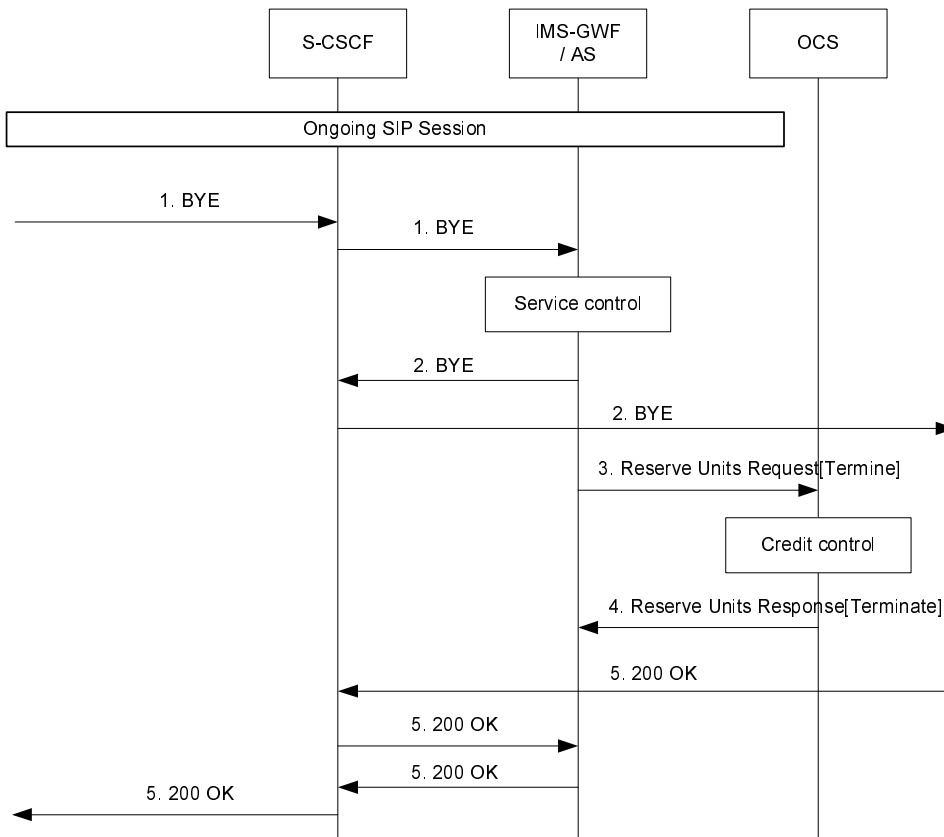 S-CSCF
IMS-GWF
/ AS
OCS
Ongoing SIP Session
1. BYE
1. BYE
Service control
2. BYE
2. BYE
3. Reserve Units Request[Termine]
Credit control
4. Reserve Units Response[Terminate]
5. 200 OK
5. 200 OK
5. 200 OK
5. 200 OK